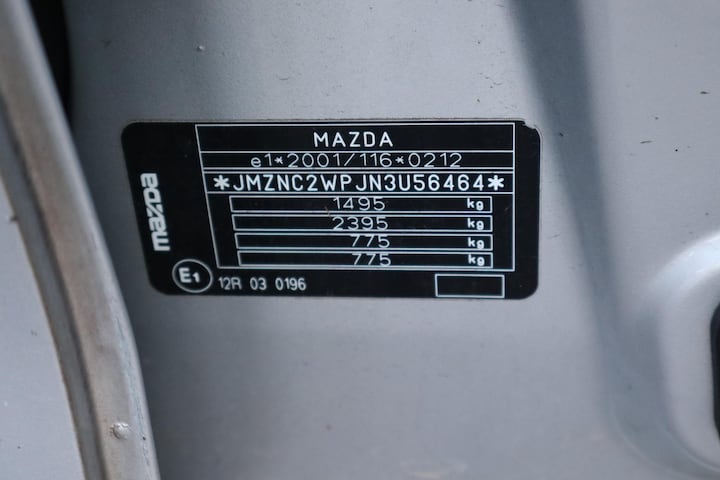 MAZDA
e1*2001/116*0212
*JMZNC2WPJN3U56464*
1495 kg
2395 kg
775 kg
775 kg
mazda
E1 12R 03 0196